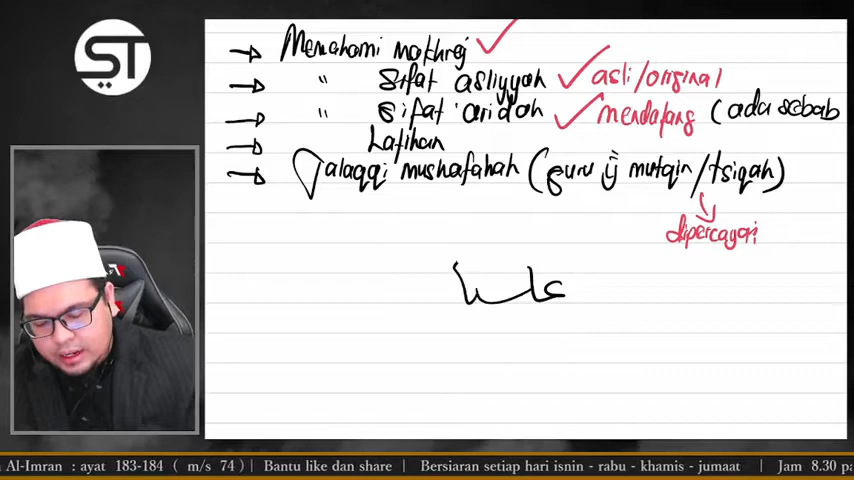 ST
→ Memahami makhraj ✓
→ " sifat asliyyah ✓ asli/original
→ " sifat 'aridah ✓ mendatang (ada sebab
→ Latihan
→ Talaqqi mushafahah (guru yg mutqin/tsiqah)
dipercayai
Al-Imran : ayat 183-184 ( m/s 74) | Bantu like dan share | Bersiaran setiap hari isnin - rabu - khamis - jumaat | Jam 8.30 pa